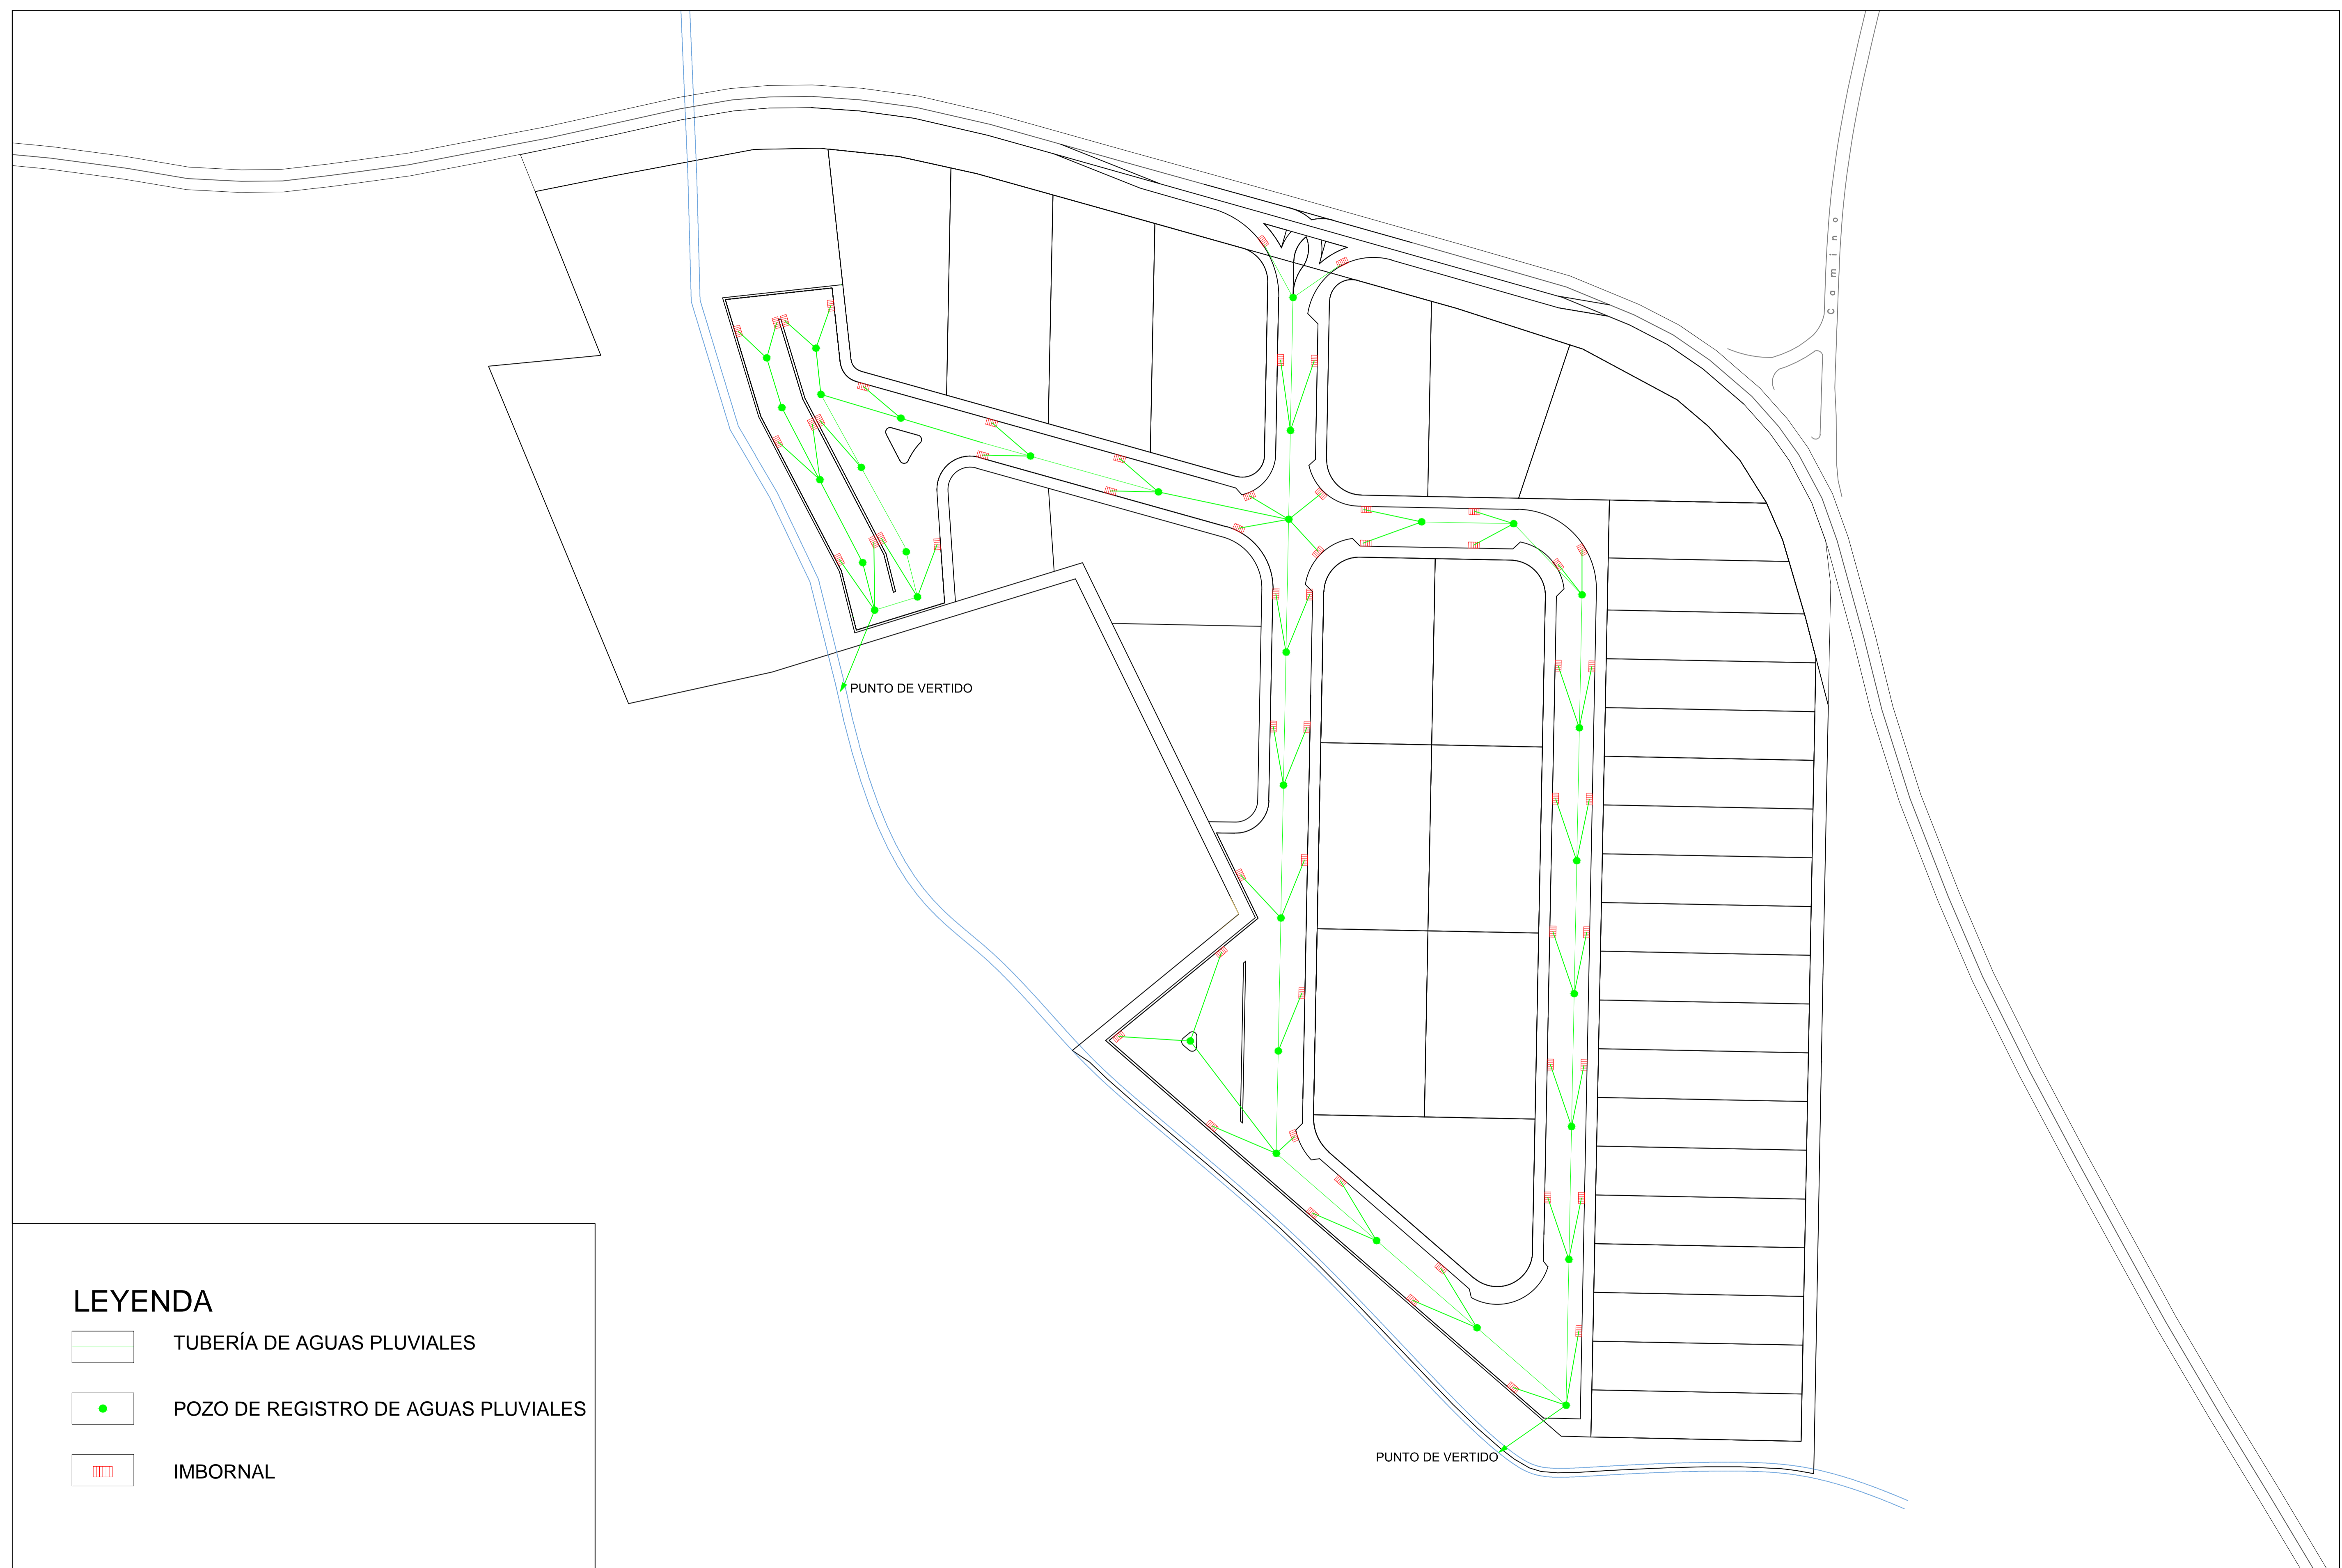 Camino
PUNTO DE VERTIDO
PUNTO DE VERTIDO
LEYENDA
TUBERÍA DE AGUAS PLUVIALES
POZO DE REGISTRO DE AGUAS PLUVIALES
IMBORNAL